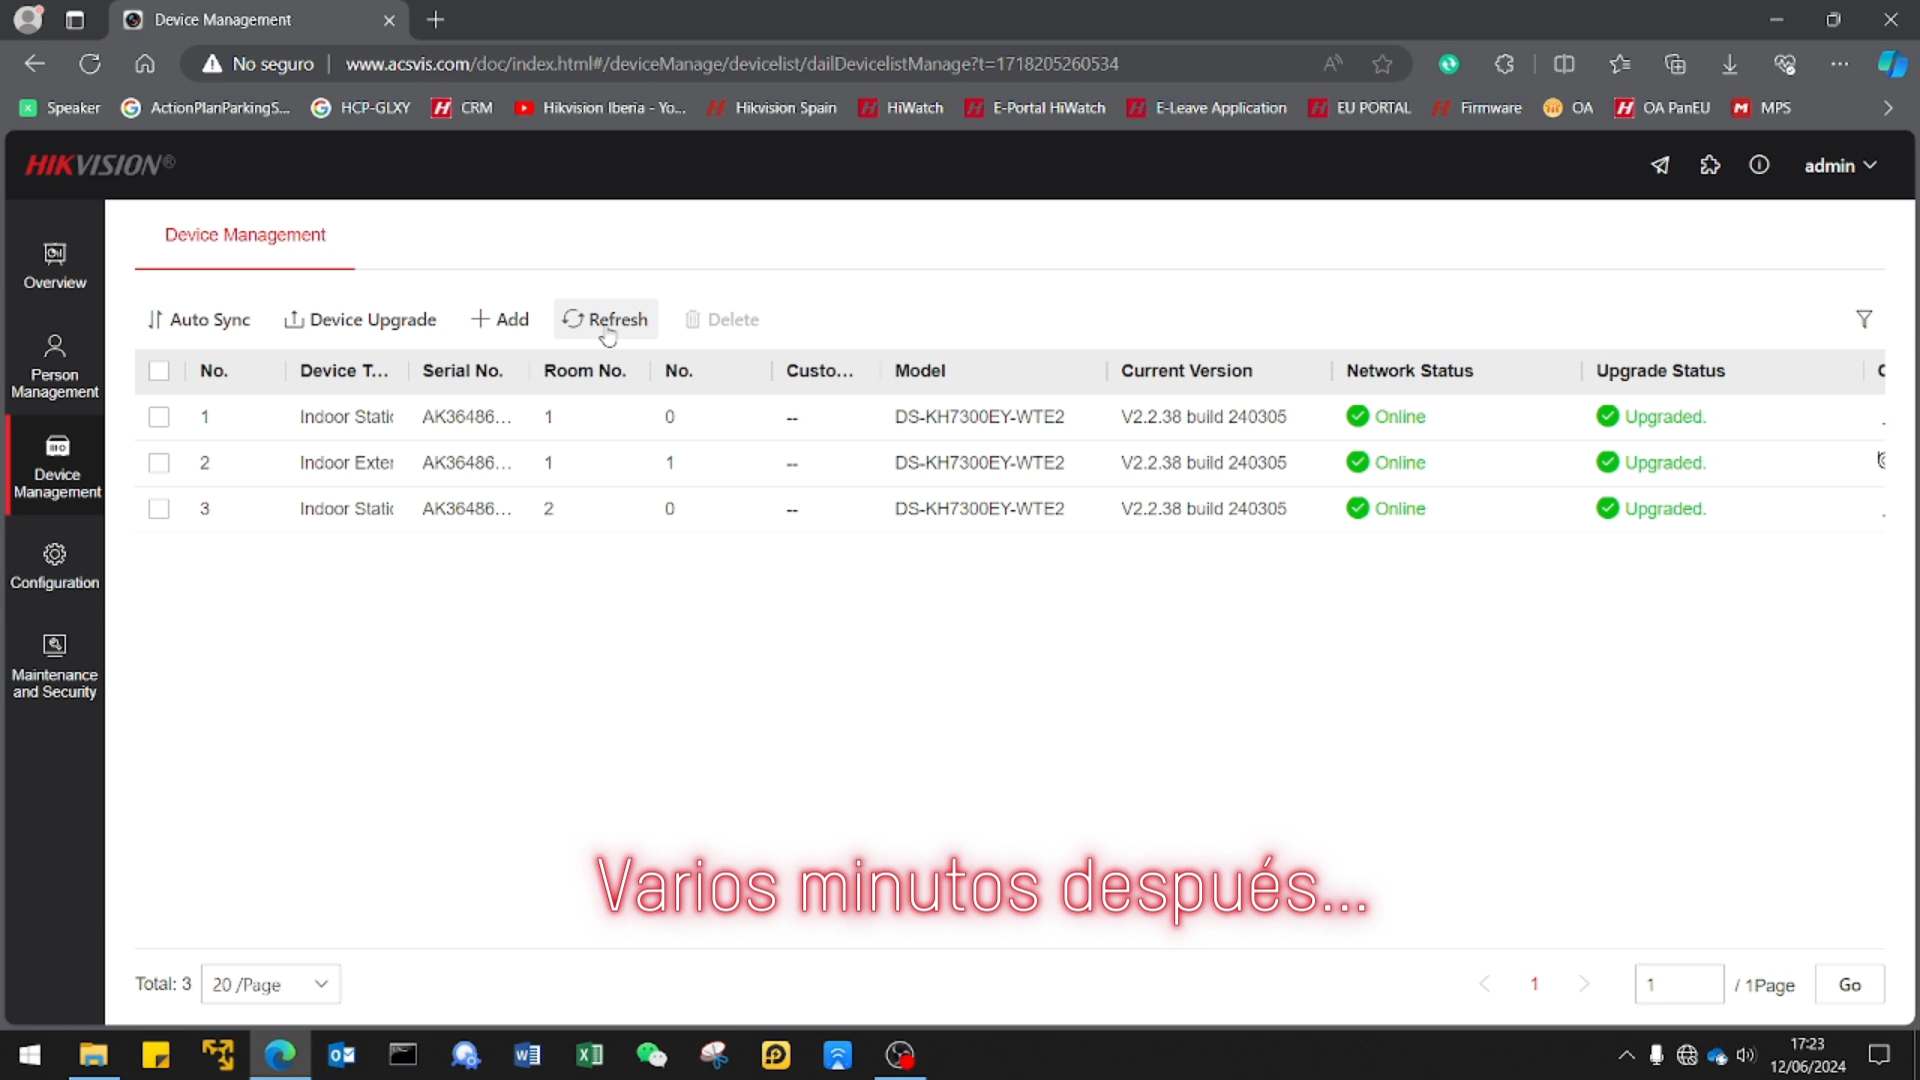 Device Management
No seguro
www.acsvis.com/doc/index.html#/deviceManage/devicelist/dailDevicelistManage?t=1718205260534
Speaker
ActionPlanParkingS...
HCP-GLXY
CRM
Hikvision Iberia - Yo...
Hikvision Spain
HiWatch
E-Portal HiWatch
E-Leave Application
EU PORTAL
Firmware
OA
OA PanEU
MPS
HIKVISION®
admin
Overview
Person
Management
Device
Management
Configuration
Maintenance
and Security
Device Management
Auto Sync
Device Upgrade
Add
Refresh
Delete
No. Device T... Serial No. Room No. No. Custo... Model Current Version Network Status Upgrade Status
1 Indoor Static AK36486... 1 0 -- DS-KH7300EY-WTE2 V2.2.38 build 240305 Online Upgraded.
2 Indoor Exter AK36486... 1 1 -- DS-KH7300EY-WTE2 V2.2.38 build 240305 Online Upgraded.
3 Indoor Static AK36486... 2 0 -- DS-KH7300EY-WTE2 V2.2.38 build 240305 Online Upgraded.
Varios minutos después...
Total: 3
20 /Page
1
1
/ 1Page
Go
17:23
12/06/2024